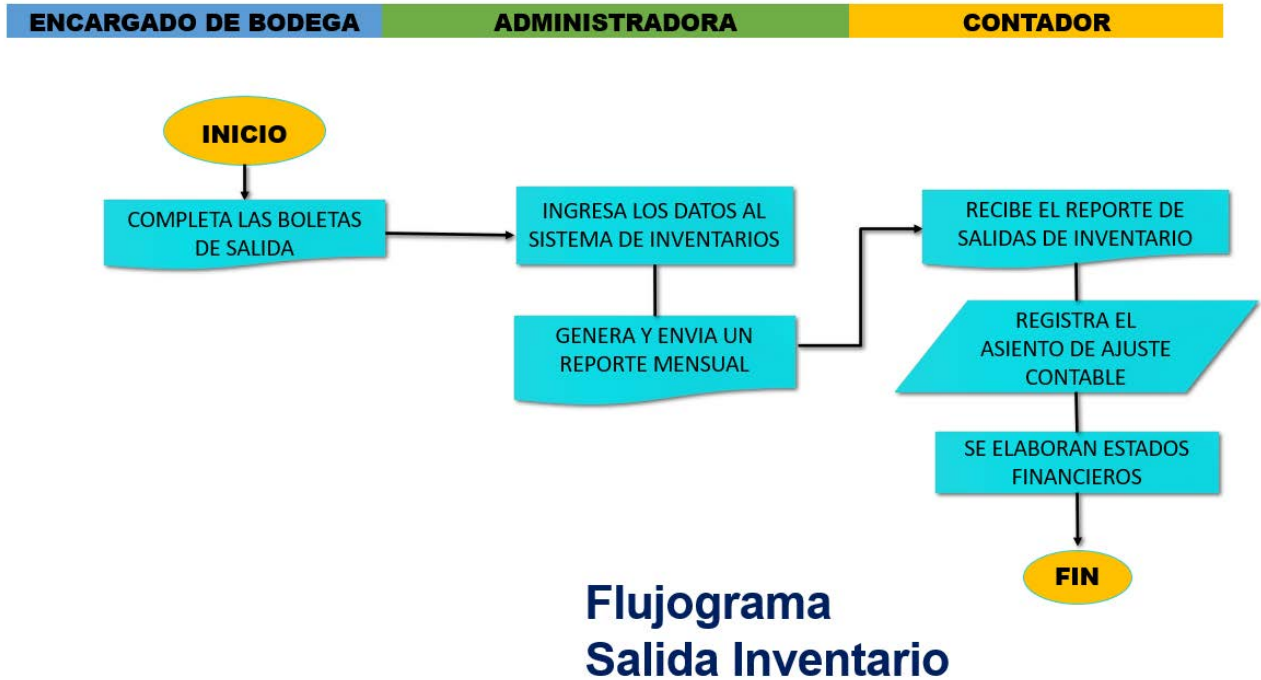 ENCARGADO DE BODEGA
ADMINISTRADORA
CONTADOR
INICIO
COMPLETA LAS BOLETAS
DE SALIDA
INGRESA LOS DATOS AL
SISTEMA DE INVENTARIOS
GENERA Y ENVIA UN
REPORTE MENSUAL
RECIBE EL REPORTE DE
SALIDAS DE INVENTARIO
REGISTRA EL
ASIENTO DE AJUSTE
CONTABLE
SE ELABORAN ESTADOS
FINANCIEROS
FIN
Flujograma
Salida Inventario